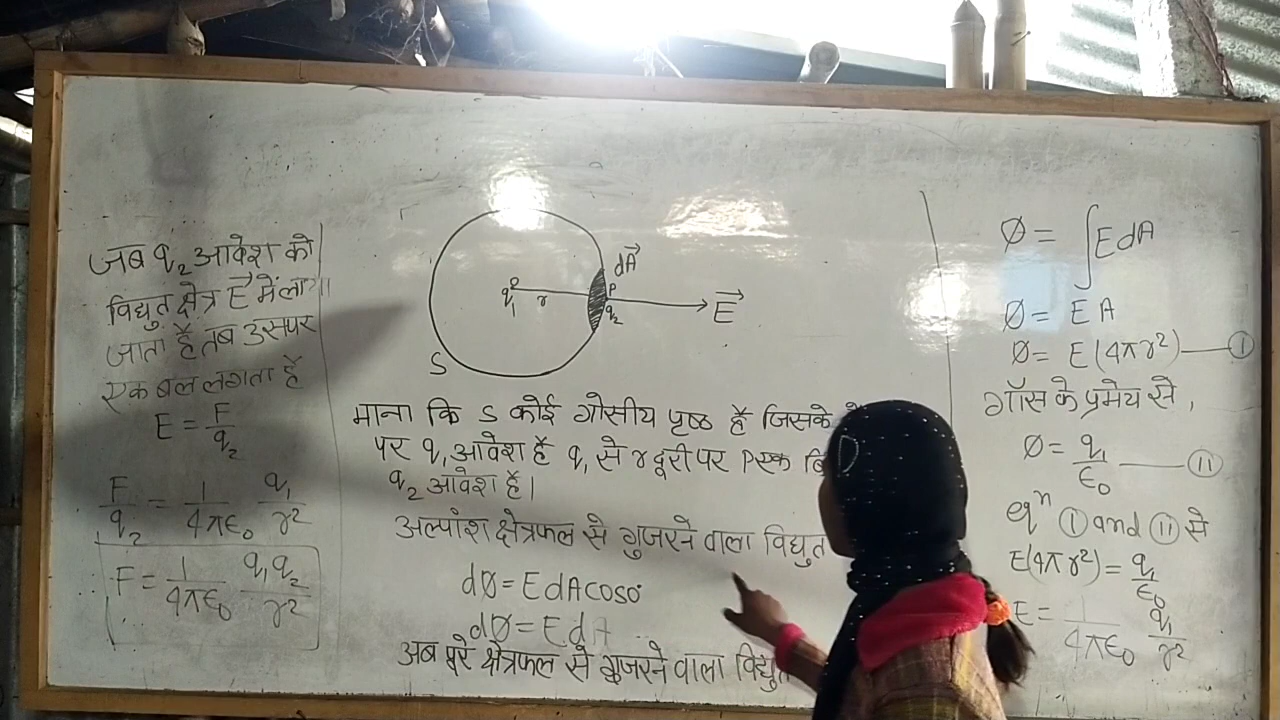 q₁
r
dA⃗
P
q₂
E⃗
S
माना कि S कोई गोलीय पृष्ठ है जिसके
पर q₁ आवेश है q₁ से r दूरी पर P एक
q₂ आवेश है।
अल्पांश क्षेत्रफल से गुजरने वाला विद्युत
dØ = EdAcos0°
dØ = EdA
अब पूरे क्षेत्रफल से गुजरने वाला विद्युत
Ø = ∫EdA
Ø = EA
Ø = E(4πr²) — (I)
गॉस के प्रमेय से,
Ø = q₁/ε₀ — (II)
eqⁿ (I) and (II) से
E(4πr²) = q₁/ε₀
E = 1/4πε₀ q₁/r²
जब q₂ आवेश को
विद्युत क्षेत्र E⃗ में लाया
जाता है तब उसपर
एक बल लगता है
E = F/q₂
F/q₂ = 1/4πε₀ q₁/r²
F = 1/4πε₀ q₁q₂/r²